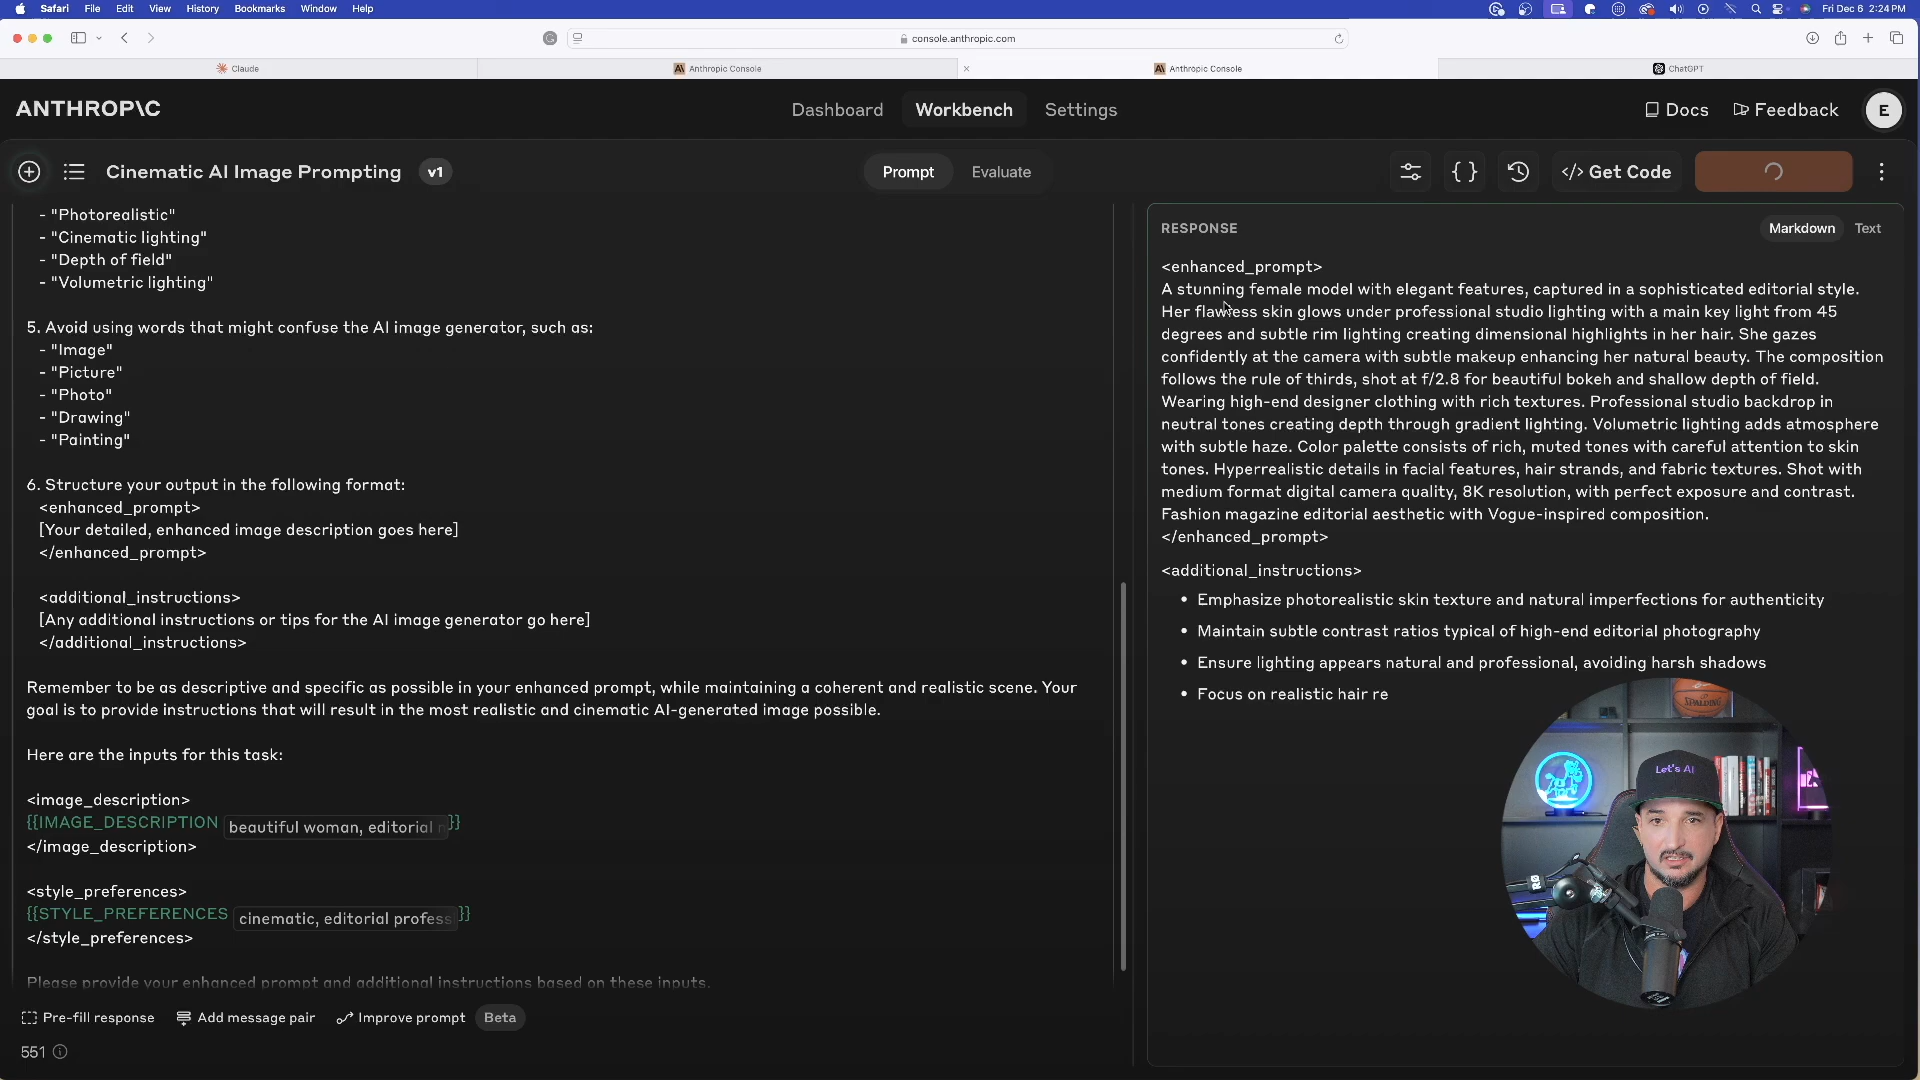 Safari File Edit View History Bookmarks Window Help
Fri Dec 6 2:24 PM
console.anthropic.com
Claude
Anthropic Console
Anthropic Console
ChatGPT
ANTHROP\C
Dashboard Workbench Settings
Docs Feedback E
Cinematic AI Image Prompting v1
Prompt Evaluate
Get Code
- "Photorealistic"
- "Cinematic lighting"
- "Depth of field"
- "Volumetric lighting"
5. Avoid using words that might confuse the AI image generator, such as:
- "Image"
- "Picture"
- "Photo"
- "Drawing"
- "Painting"
6. Structure your output in the following format:
<enhanced_prompt>
[Your detailed, enhanced image description goes here]
</enhanced_prompt>
<additional_instructions>
[Any additional instructions or tips for the AI image generator go here]
</additional_instructions>
Remember to be as descriptive and specific as possible in your enhanced prompt, while maintaining a coherent and realistic scene. Your
goal is to provide instructions that will result in the most realistic and cinematic AI-generated image possible.
Here are the inputs for this task:
<image_description>
{{IMAGE_DESCRIPTION beautiful woman, editorial }}
</image_description>
<style_preferences>
{{STYLE_PREFERENCES cinematic, editorial profess}}
</style_preferences>
Please provide your enhanced prompt and additional instructions based on these inputs.
Pre-fill response Add message pair Improve prompt Beta
551
RESPONSE
Markdown Text
<enhanced_prompt>
A stunning female model with elegant features, captured in a sophisticated editorial style.
Her flawless skin glows under professional studio lighting with a main key light from 45
degrees and subtle rim lighting creating dimensional highlights in her hair. She gazes
confidently at the camera with subtle makeup enhancing her natural beauty. The composition
follows the rule of thirds, shot at f/2.8 for beautiful bokeh and shallow depth of field.
Wearing high-end designer clothing with rich textures. Professional studio backdrop in
neutral tones creating depth through gradient lighting. Volumetric lighting adds atmosphere
with subtle haze. Color palette consists of rich, muted tones with careful attention to skin
tones. Hyperrealistic details in facial features, hair strands, and fabric textures. Shot with
medium format digital camera quality, 8K resolution, with perfect exposure and contrast.
Fashion magazine editorial aesthetic with Vogue-inspired composition.
</enhanced_prompt>
<additional_instructions>
• Emphasize photorealistic skin texture and natural imperfections for authenticity
• Maintain subtle contrast ratios typical of high-end editorial photography
• Ensure lighting appears natural and professional, avoiding harsh shadows
• Focus on realistic hair re
SPALDING
Let's AI